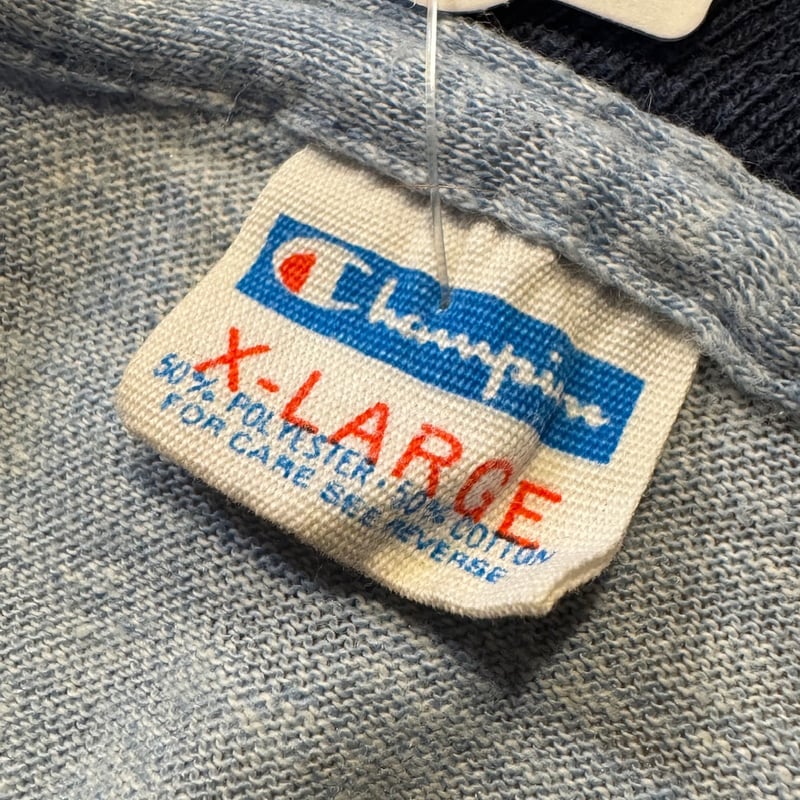 Champion
X-LARGE
50% POLYESTER · 50% COTTON
FOR CARE SEE REVERSE